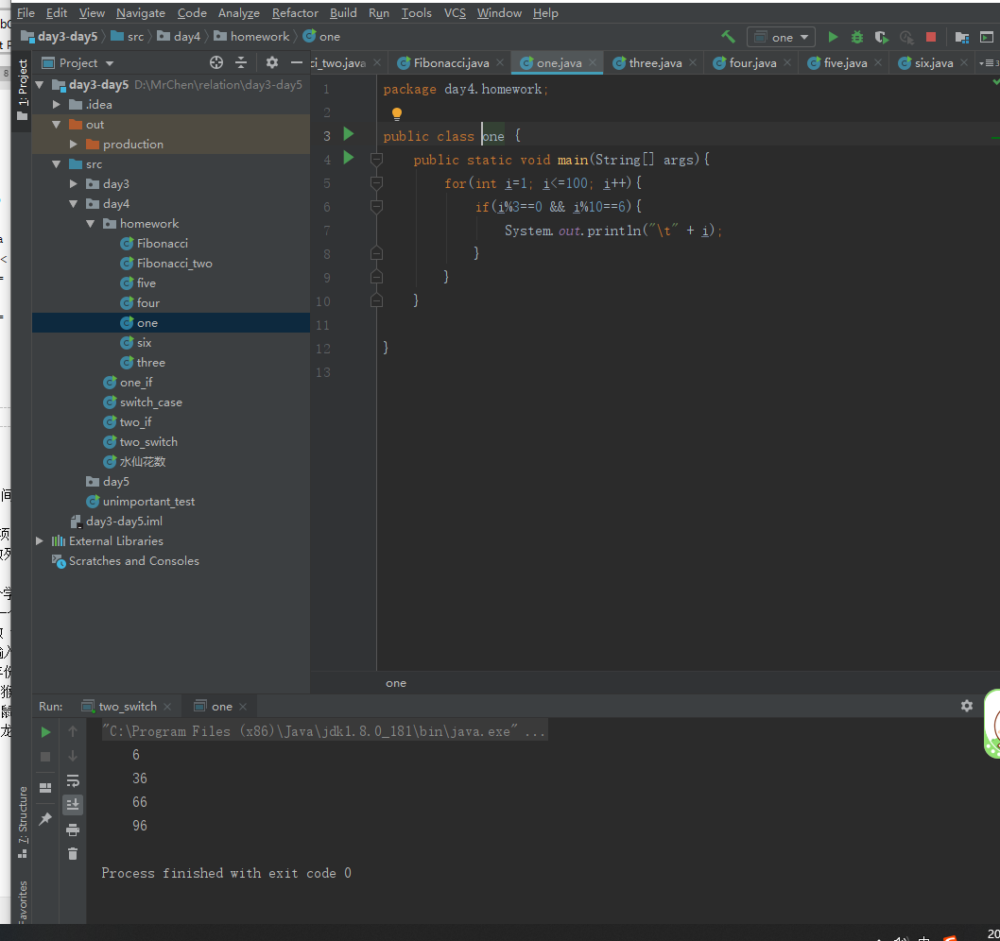 File Edit View Navigate Code Analyze Refactor Build Run Tools VCS Window Help
day3-day5 src day4 homework one
one
Project
ci_two.java Fibonacci.java one.java three.java four.java five.java six.java
1: Project
day3-day5 D:\MrChen\relation\day3-day5
.idea
out
production
src
day3
day4
homework
Fibonacci
Fibonacci_two
five
four
one
six
three
one_if
switch_case
two_if
two_switch
水仙花数
day5
unimportant_test
day3-day5.iml
External Libraries
Scratches and Consoles
1 package day4.homework;
2
3 public class one {
4 public static void main(String[] args){
5 for(int i=1; i<=100; i++){
6 if(i%3==0 && i%10==6){
7 System.out.println("\t" + i);
8 }
9 }
10 }
11
12 }
13
one
Run: two_switch one
"C:\Program Files (x86)\Java\jdk1.8.0_181\bin\java.exe" ...
6
36
66
96
Process finished with exit code 0
7: Structure
Favorites
中
20